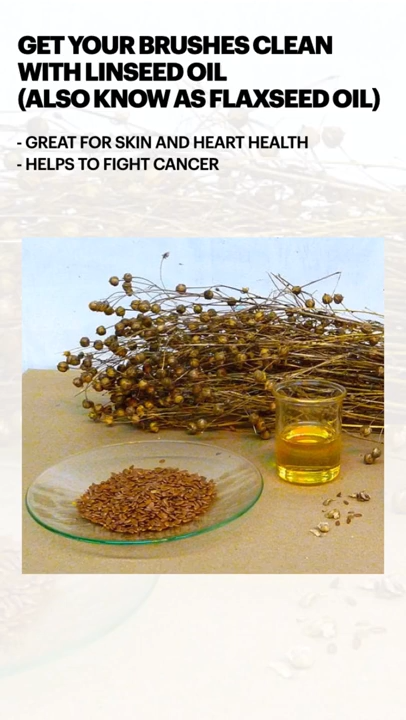 GET YOUR BRUSHES CLEAN
WITH LINSEED OIL
(ALSO KNOW AS FLAXSEED OIL)
- GREAT FOR SKIN AND HEART HEALTH
- HELPS TO FIGHT CANCER